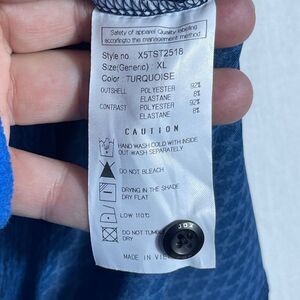 Safety of apparel Quality labelling
according to the management method
Style no. X5TST2518
Size(Generic) : XL
Color : TURQUOISE
OUTSHELL POLYESTER 92%
ELASTANE 8%
CONTRAST POLYESTER 92%
ELASTANE 8%
CAUTION
HAND WASH COLD WITH INSIDE
OUT WASH SEPARATELY
DO NOT BLEACH
DRYING IN THE SHADE
DRY FLAT
LOW (110℃)
DO NOT TUMBLE
DRY
MADE IN VIE